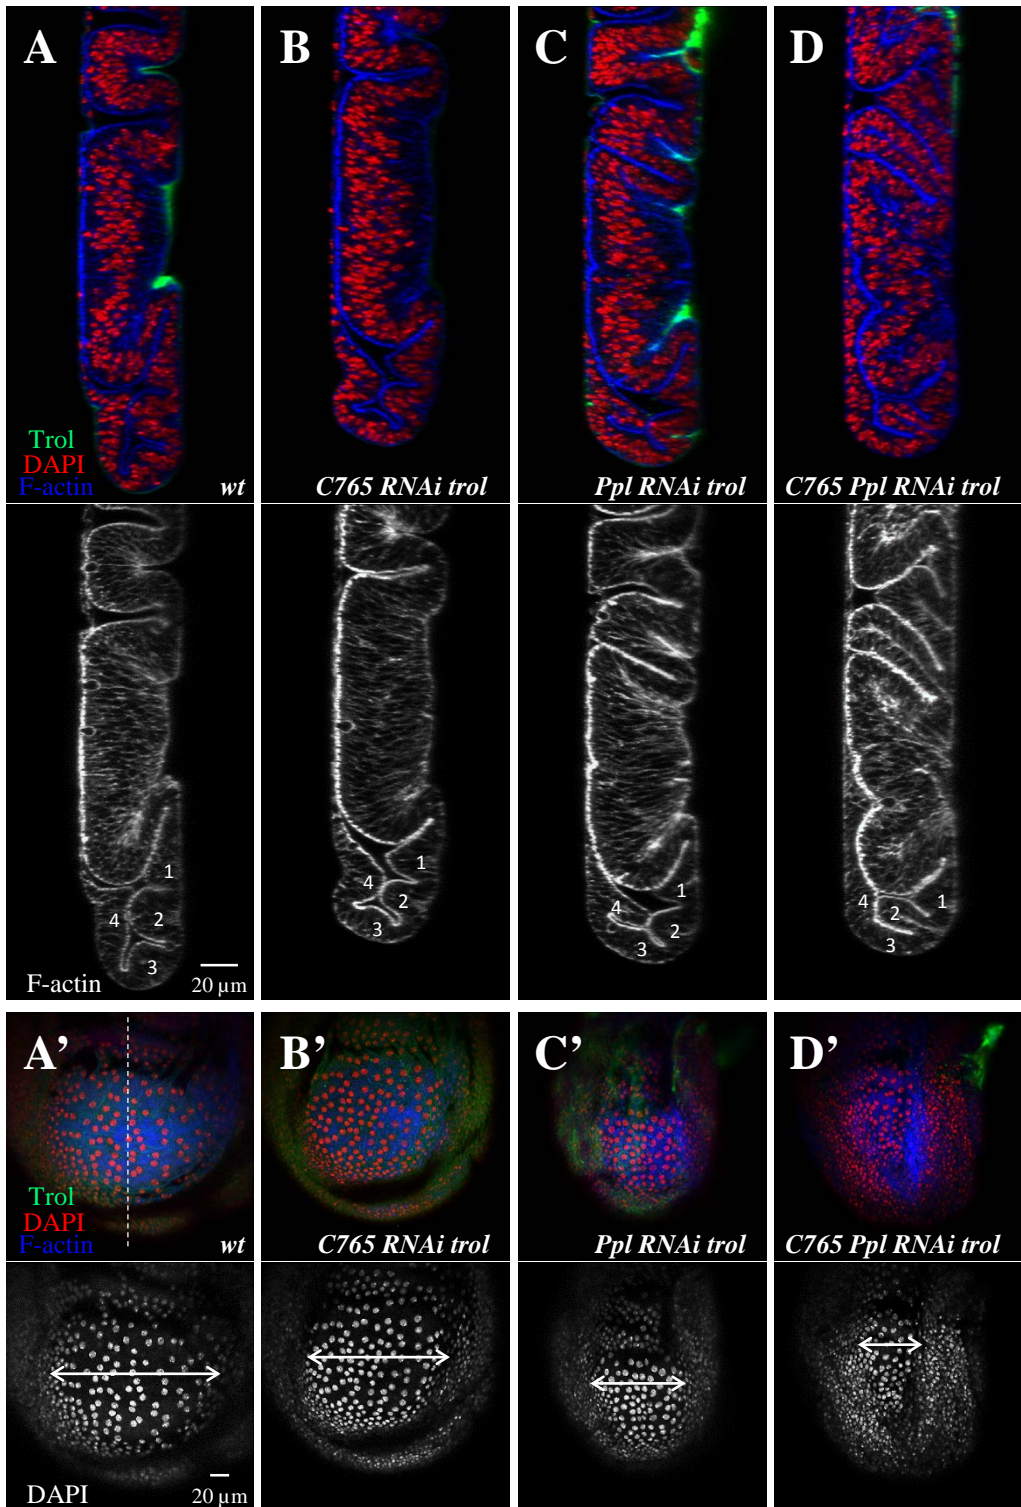 A B C D
Trol
DAPI
F-actin wt C765 RNAi trol Ppl RNAi trol C765 Ppl RNAi trol
1 1 1 1
4 2 4 2 4 2 4 2
3 3 3 3
F-actin 20 µm
A’ B’ C’ D’
Trol
DAPI
F-actin wt C765 RNAi trol Ppl RNAi trol C765 Ppl RNAi trol
DAPI 20 µm